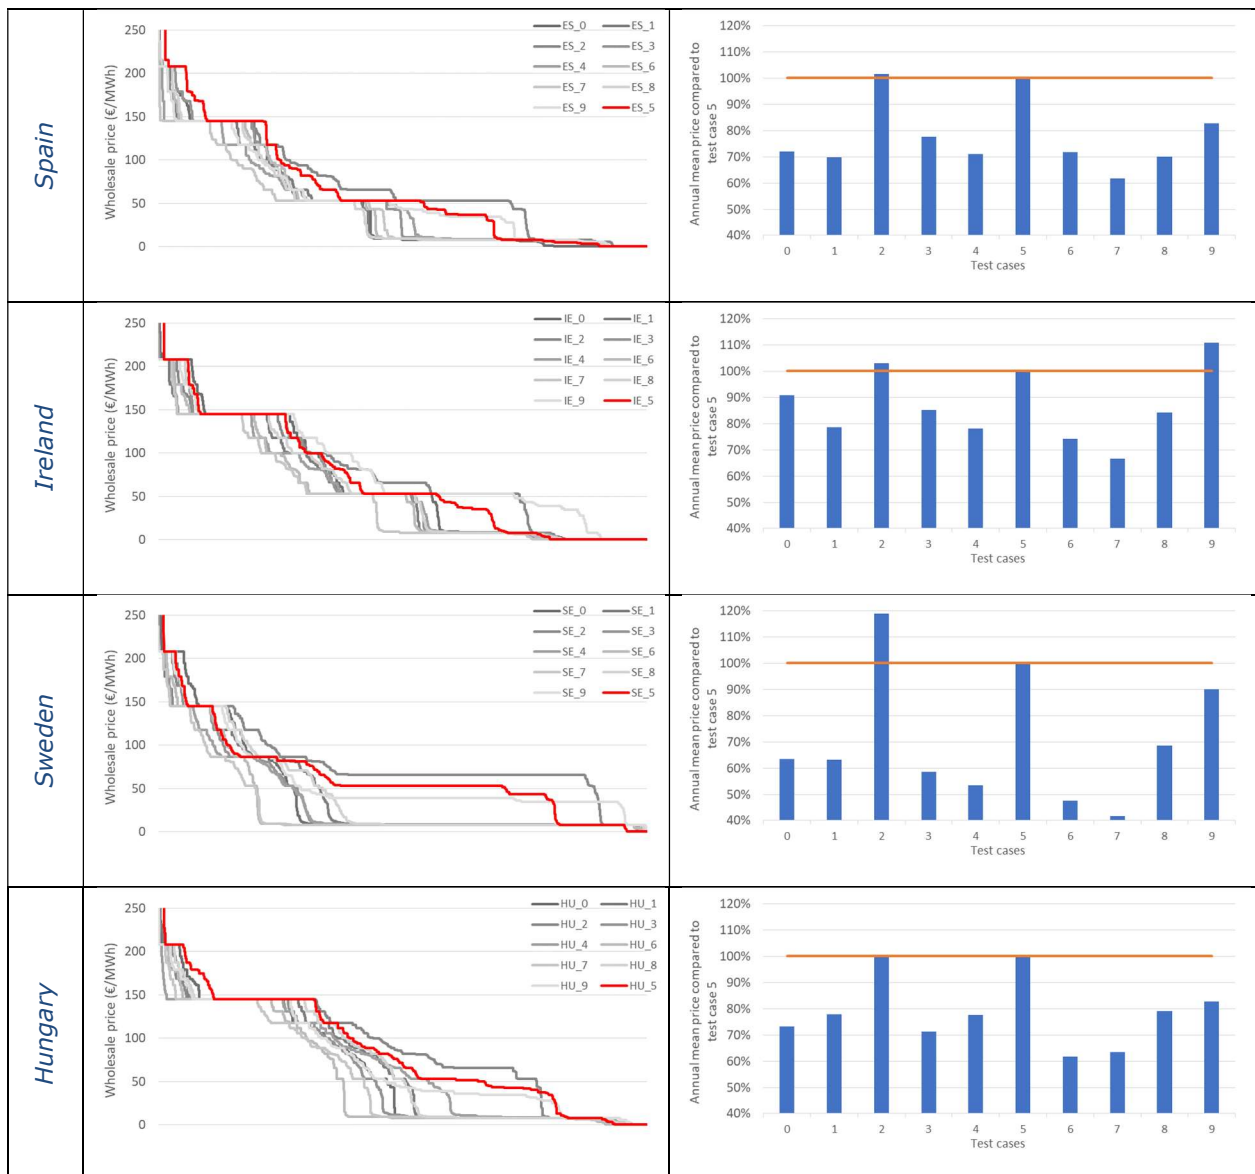 Spain
Wholesale price (€/MWh)
250
200
150
100
50
0
ES_0 ES_1
ES_2 ES_3
ES_4 ES_6
ES_7 ES_8
ES_9 ES_5
Annual mean price compared to
test case 5
120%
110%
100%
90%
80%
70%
60%
50%
40%
0 1 2 3 4 5 6 7 8 9
Test cases
Ireland
Wholesale price (€/MWh)
250
200
150
100
50
0
IE_0 IE_1
IE_2 IE_3
IE_4 IE_6
IE_7 IE_8
IE_9 IE_5
Annual mean price compared to
test case 5
120%
110%
100%
90%
80%
70%
60%
50%
40%
0 1 2 3 4 5 6 7 8 9
Test cases
Sweden
Wholesale price (€/MWh)
250
200
150
100
50
0
SE_0 SE_1
SE_2 SE_3
SE_4 SE_6
SE_7 SE_8
SE_9 SE_5
Annual mean price compared to
test case 5
120%
110%
100%
90%
80%
70%
60%
50%
40%
0 1 2 3 4 5 6 7 8 9
Test cases
Hungary
Wholesale price (€/MWh)
250
200
150
100
50
0
HU_0 HU_1
HU_2 HU_3
HU_4 HU_6
HU_7 HU_8
HU_9 HU_5
Annual mean price compared to
test case 5
120%
110%
100%
90%
80%
70%
60%
50%
40%
0 1 2 3 4 5 6 7 8 9
Test cases